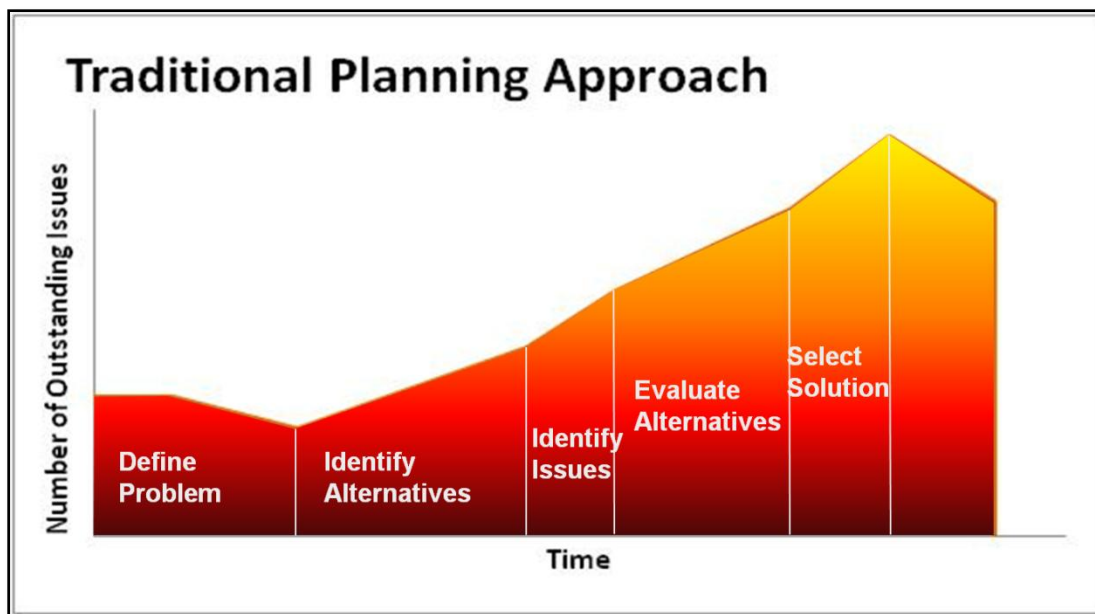 Traditional Planning Approach
Number of Outstanding Issues
Define
Problem
Identify
Alternatives
Identify
Issues
Evaluate
Alternatives
Select
Solution
Time